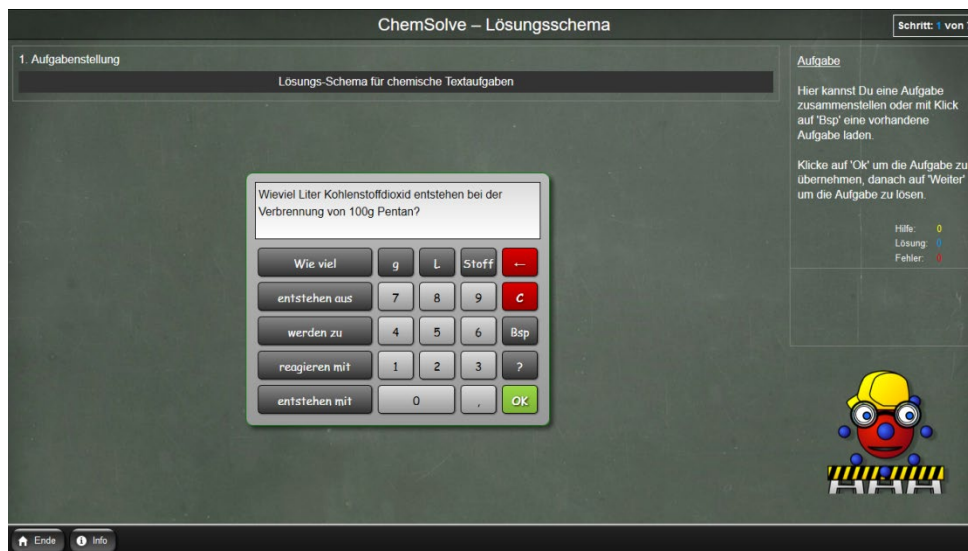 ChemSolve – Lösungsschema
Schritt: 1 von
1. Aufgabenstellung
Lösungs-Schema für chemische Textaufgaben
Aufgabe
Hier kannst Du eine Aufgabe
zusammenstellen oder mit Klick
auf 'Bsp' eine vorhandene
Aufgabe laden.
Klicke auf 'Ok' um die Aufgabe zu
übernehmen, danach auf 'Weiter'
um die Aufgabe zu lösen.
Hilfe: 0
Lösung: 0
Fehler: 0
Wieviel Liter Kohlenstoffdioxid entstehen bei der
Verbrennung von 100g Pentan?
Wie viel g L Stoff ←
entstehen aus 7 8 9 C
werden zu 4 5 6 Bsp
reagieren mit 1 2 3 ?
entstehen mit 0 , OK
Ende Info